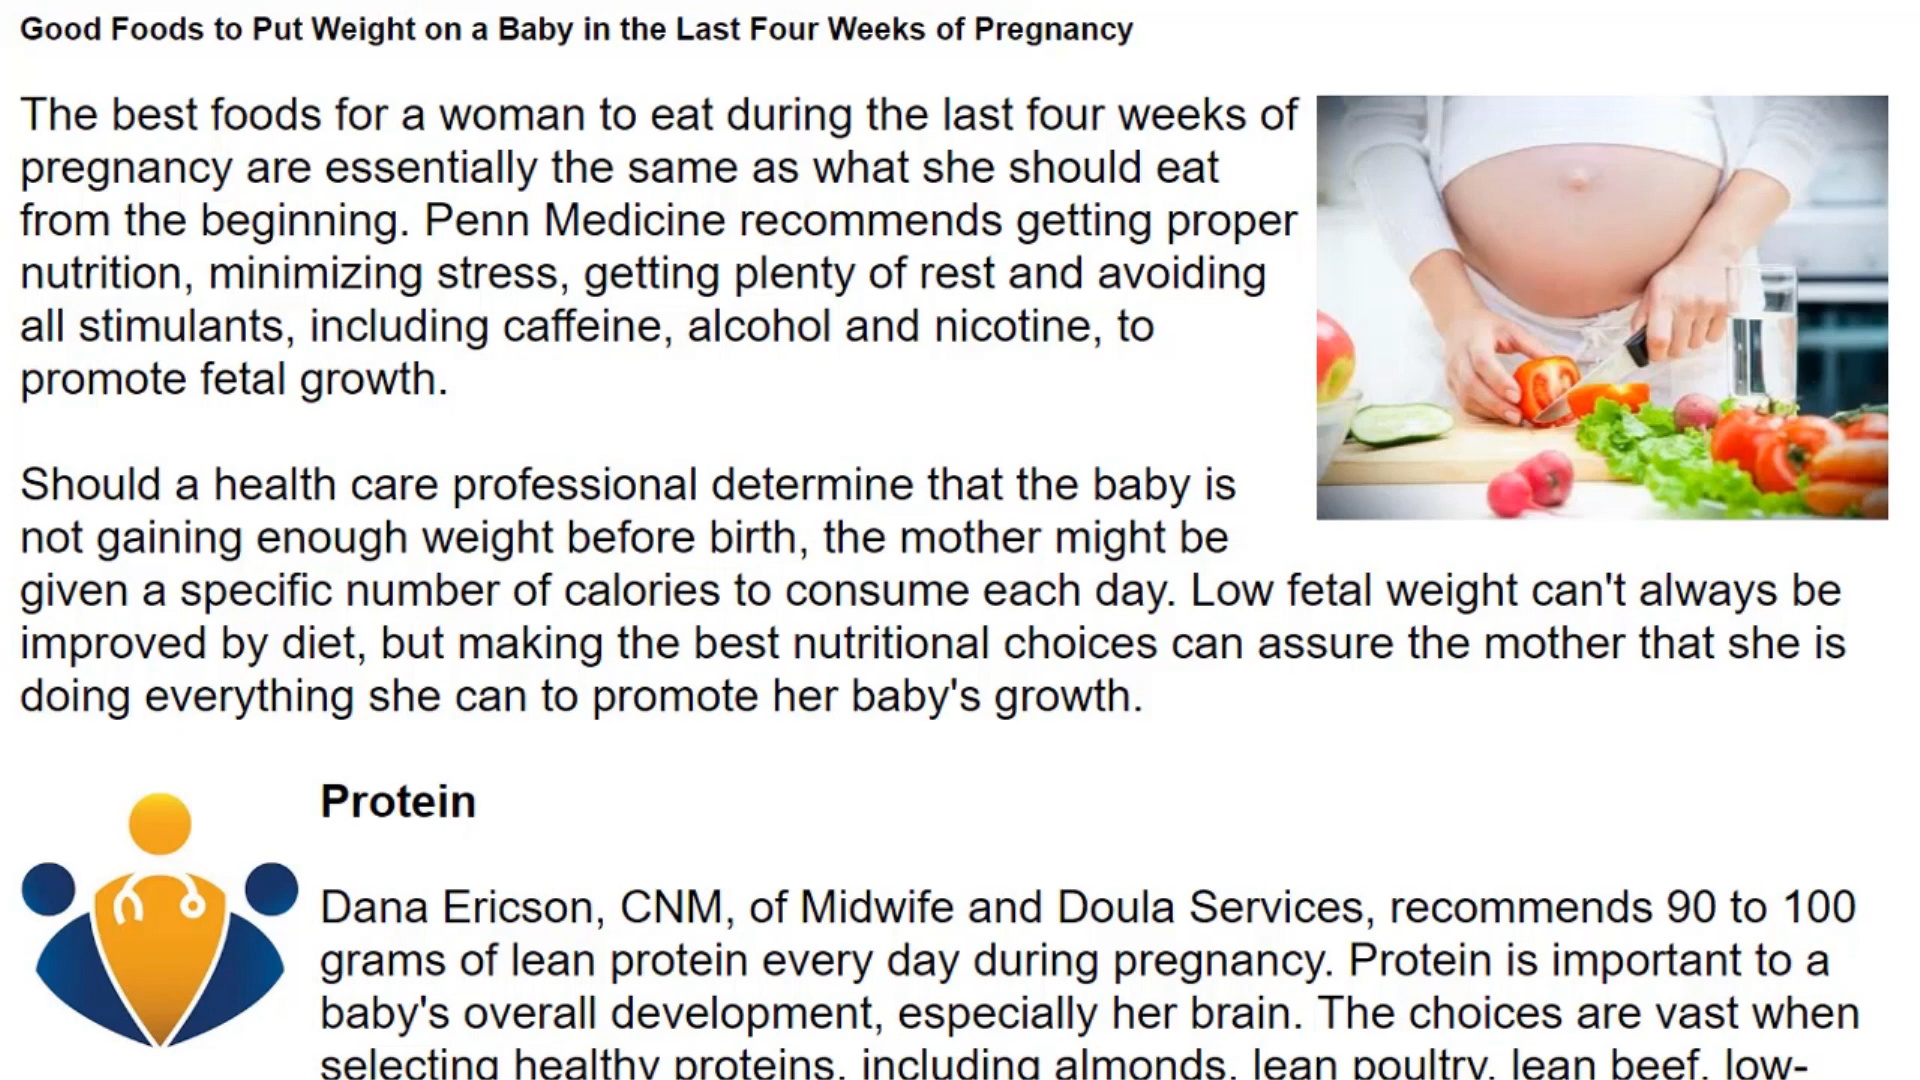 Good Foods to Put Weight on a Baby in the Last Four Weeks of Pregnancy
The best foods for a woman to eat during the last four weeks of
pregnancy are essentially the same as what she should eat
from the beginning. Penn Medicine recommends getting proper
nutrition, minimizing stress, getting plenty of rest and avoiding
all stimulants, including caffeine, alcohol and nicotine, to
promote fetal growth.
Should a health care professional determine that the baby is
not gaining enough weight before birth, the mother might be
given a specific number of calories to consume each day. Low fetal weight can't always be
improved by diet, but making the best nutritional choices can assure the mother that she is
doing everything she can to promote her baby's growth.
Protein
Dana Ericson, CNM, of Midwife and Doula Services, recommends 90 to 100
grams of lean protein every day during pregnancy. Protein is important to a
baby's overall development, especially her brain. The choices are vast when
selecting healthy proteins, including almonds, lean poultry, lean beef, low-